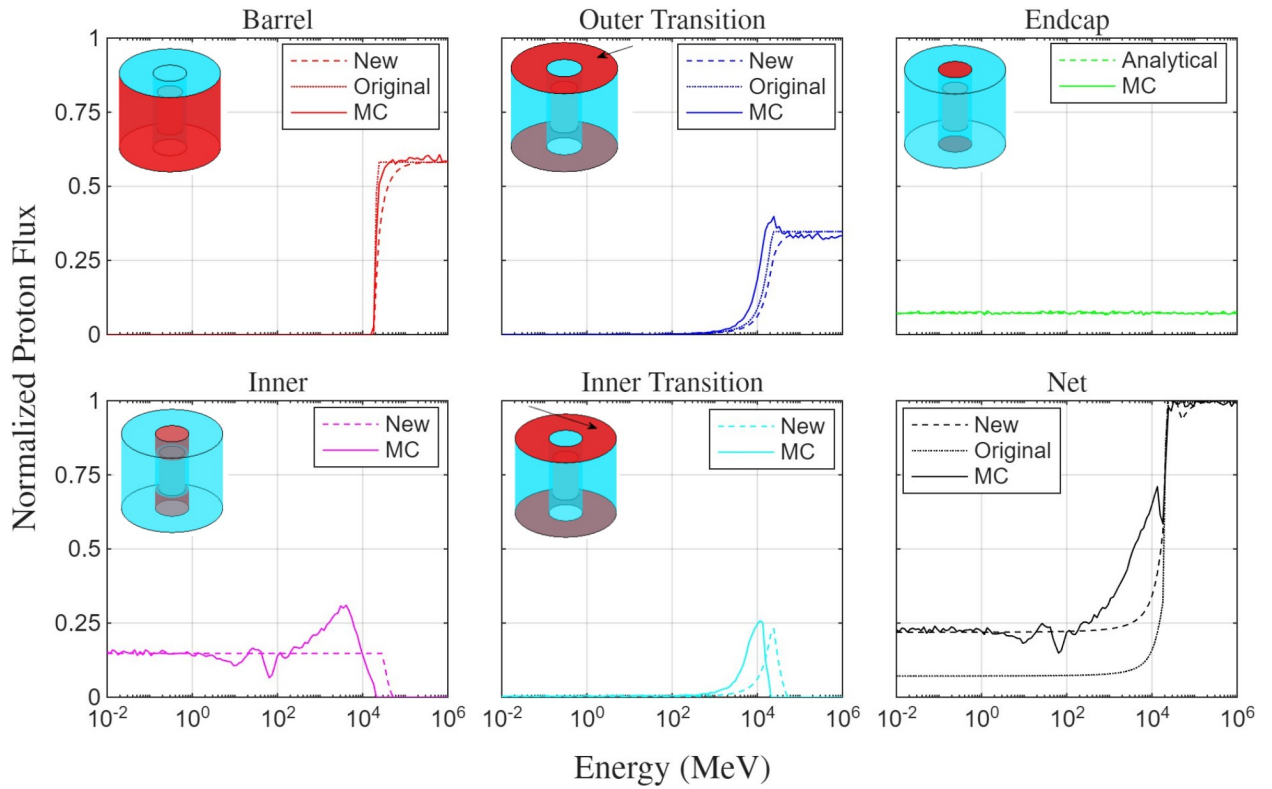 Barrel
Outer Transition
Endcap
1
0.75
0.5
0.25
0
New
Original
MC
New
Original
MC
Analytical
MC
Inner
Inner Transition
Net
1
0.75
0.5
0.25
0
New
MC
New
MC
New
Original
MC
10^-2
10^0
10^2
10^4
10^6
10^-2
10^0
10^2
10^4
10^6
10^-2
10^0
10^2
10^4
10^6
Normalized Proton Flux
Energy (MeV)